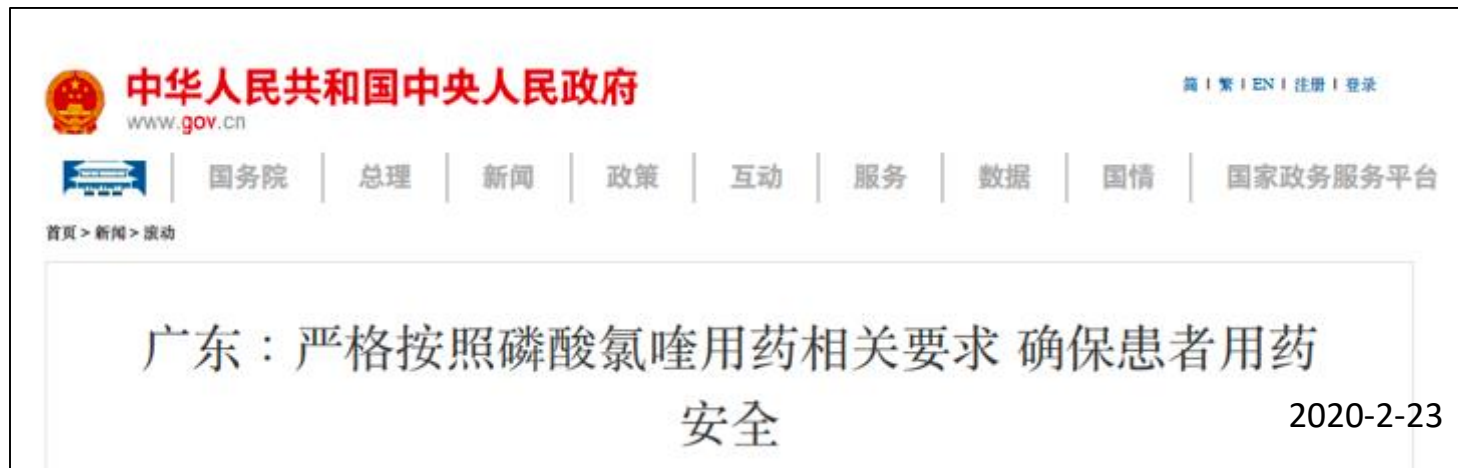 中华人民共和国中央人民政府
www.gov.cn
简 | 繁 | EN | 注册 | 登录
国务院 | 总理 | 新闻 | 政策 | 互动 | 服务 | 数据 | 国情 | 国家政务服务平台
首页 > 新闻 > 滚动
广东：严格按照磷酸氯喹用药相关要求 确保患者用药
安全
2020-2-23